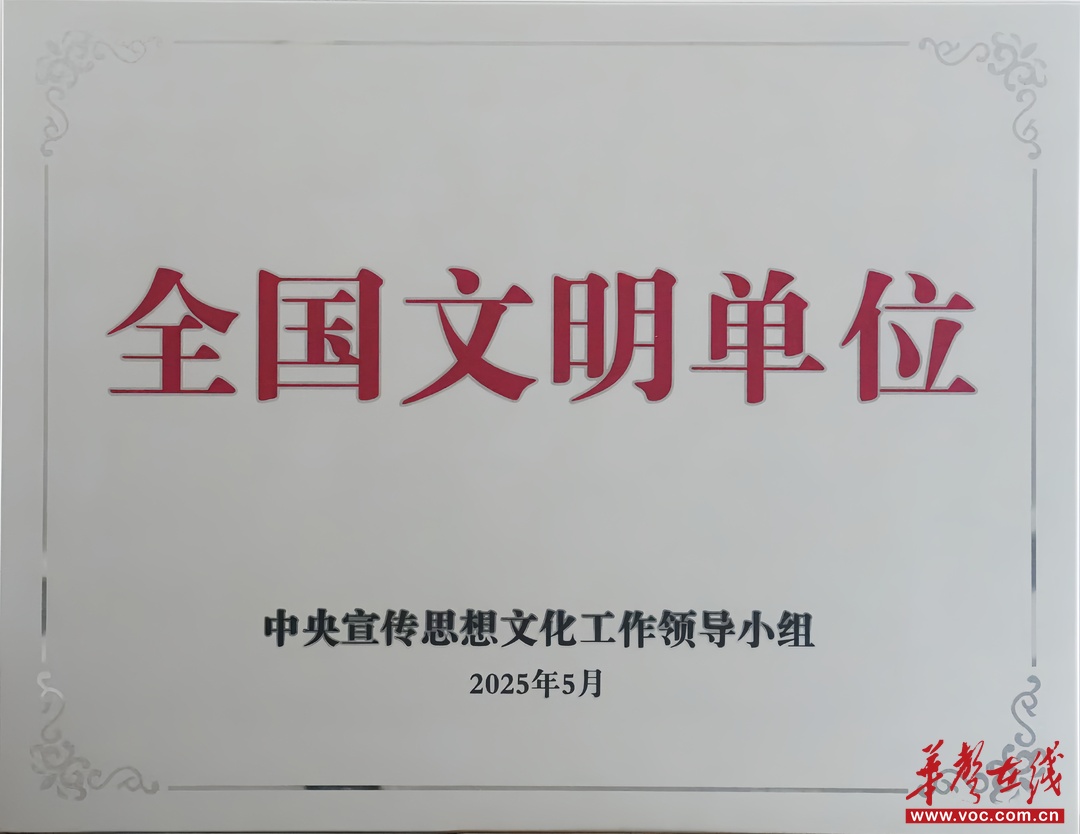 全国文明单位
中央宣传思想文化工作领导小组
2025年5月
华声在线
www.voc.com.cn